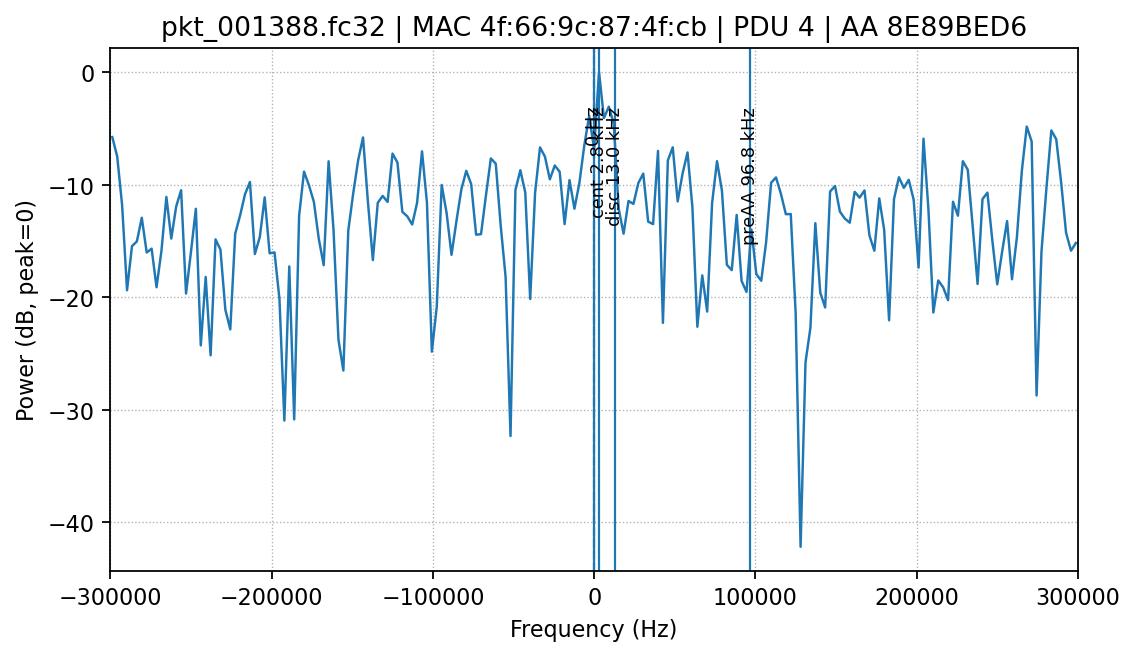 pkt_001388.fc32 | MAC 4f:66:9c:87:4f:cb | PDU 4 | AA 8E89BED6
Power (dB, peak=0)
0
−10
−20
−30
−40
0Hz
cent 2.8 kHz
disc 13.0 kHz
preAA 96.8 kHz
−300000 −200000 −100000 0 100000 200000 300000
Frequency (Hz)